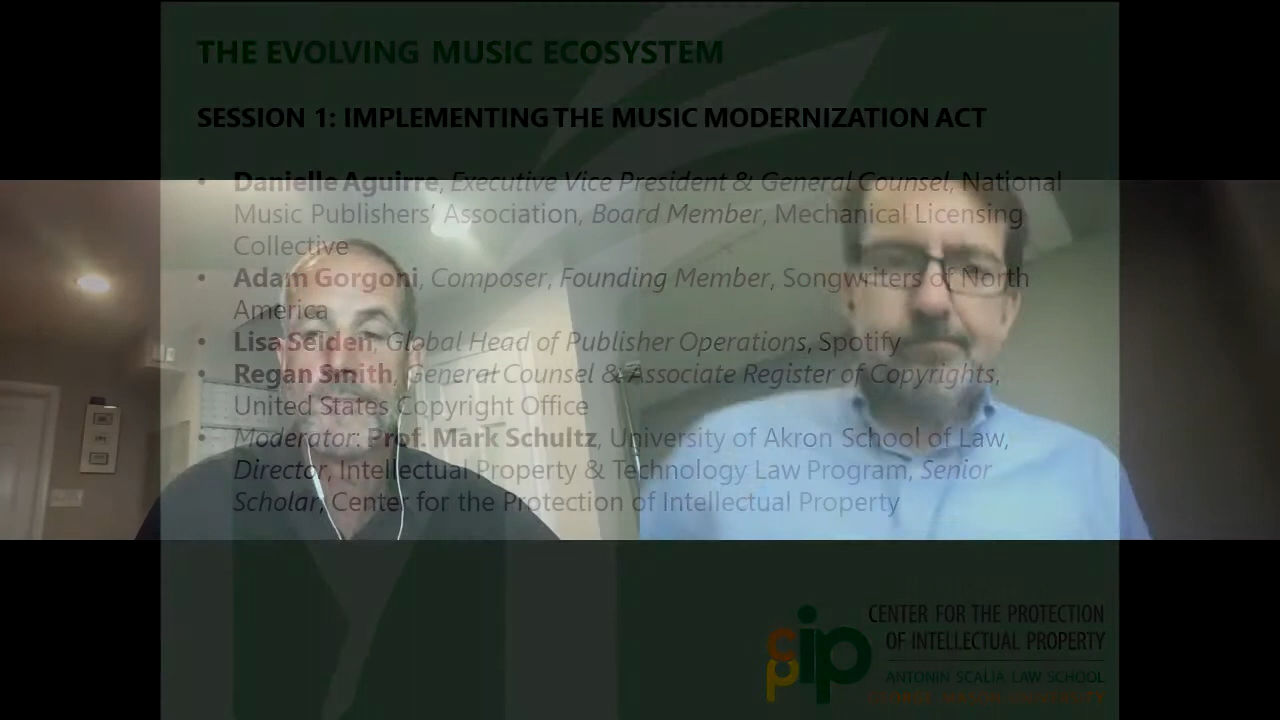 THE EVOLVING MUSIC ECOSYSTEM
SESSION 1: IMPLEMENTING THE MUSIC MODERNIZATION ACT
• Danielle Aguirre, Executive Vice President & General Counsel, National
Music Publishers’ Association, Board Member, Mechanical Licensing
Collective
• Adam Gorgoni, Composer, Founding Member, Songwriters of North
America
• Lisa Selden, Global Head of Publisher Operations, Spotify
• Regan Smith, General Counsel & Associate Register of Copyrights,
United States Copyright Office
• Moderator: Prof. Mark Schultz, University of Akron School of Law,
Director, Intellectual Property & Technology Law Program, Senior
Scholar, Center for the Protection of Intellectual Property
cpip
CENTER FOR THE PROTECTION
OF INTELLECTUAL PROPERTY
ANTONIN SCALIA LAW SCHOOL
GEORGE MASON UNIVERSITY